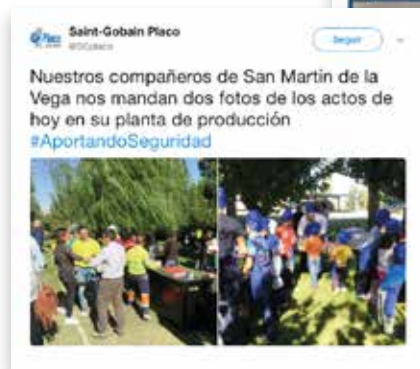 Saint-Gobain Placo
Seguir
Nuestros compañeros de San Martín de la
Vega nos mandan dos fotos de los actos de
hoy en su planta de producción
#AportandoSeguridad